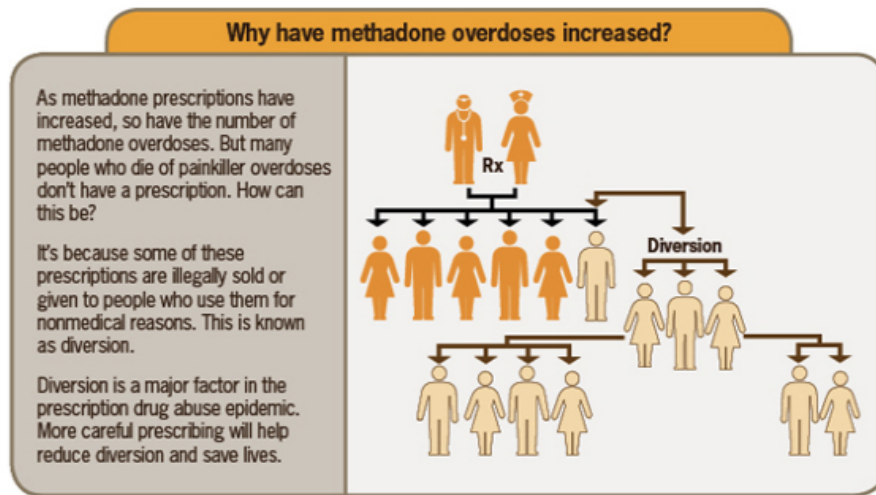 Why have methadone overdoses increased?
As methadone prescriptions have
increased, so have the number of
methadone overdoses. But many
people who die of painkiller overdoses
don't have a prescription. How can
this be?
It's because some of these
prescriptions are illegally sold or
given to people who use them for
nonmedical reasons. This is known
as diversion.
Diversion is a major factor in the
prescription drug abuse epidemic.
More careful prescribing will help
reduce diversion and save lives.
Rx
Diversion